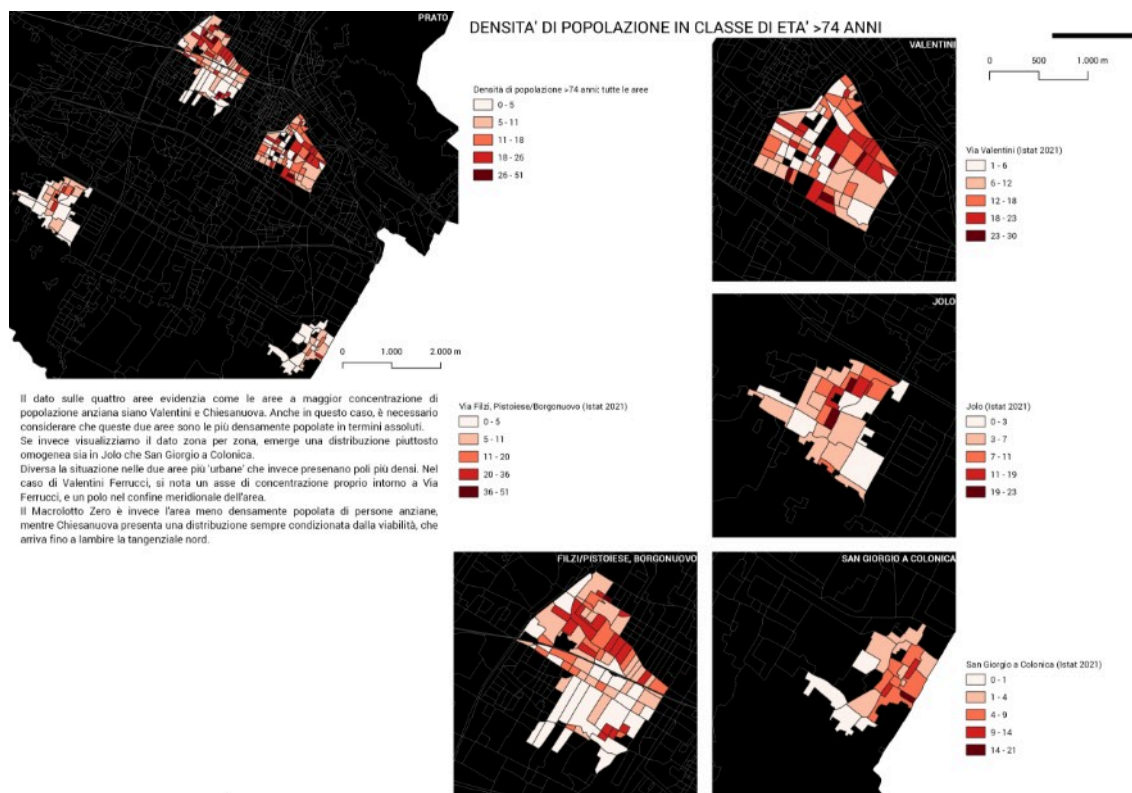 PRATO
DENSITA' DI POPOLAZIONE IN CLASSE DI ETA' >74 ANNI
Densità di popolazione >74 anni; tutte le aree
0 - 5
5 - 11
11 - 18
18 - 26
26 - 51
0 1.000 2.000 m
VALENTINI
0 500 1.000 m
Via Valentini (Istat 2021)
1 - 6
6 - 12
12 - 18
18 - 23
23 - 30
Il dato sulle quattro aree evidenzia come le aree a maggior concentrazione di
popolazione anziana siano Valentini e Chiesanuova. Anche in questo caso, è necessario
considerare che queste due aree sono le più densamente popolate in termini assoluti.
Se invece visualizziamo il dato zona per zona, emerge una distribuzione piuttosto
omogenea sia in Jolo che San Giorgio a Colonica.
Diversa la situazione nelle due aree più 'urbane' che invece presenano poli più densi. Nel
caso di Valentini Ferrucci, si nota un asse di concentrazione proprio intorno a Via
Ferrucci, e un polo nel confine meridionale dell'area.
Il Macrolotto Zero è invece l'area meno densamente popolata di persone anziane,
mentre Chiesanuova presenta una distribuzione sempre condizionata dalla viabilità, che
arriva fino a lambire la tangenziale nord.
Via Filzi, Pistoiese/Borgonuovo (Istat 2021)
0 - 5
5 - 11
11 - 20
20 - 36
36 - 51
JOLO
Jolo (Istat 2021)
0 - 3
3 - 7
7 - 11
11 - 19
19 - 23
FILZI/PISTOIESE, BORGONUOVO
SAN GIORGIO A COLONICA
San Giorgio a Colonica (Istat 2021)
0 - 1
1 - 4
4 - 9
9 - 14
14 - 21